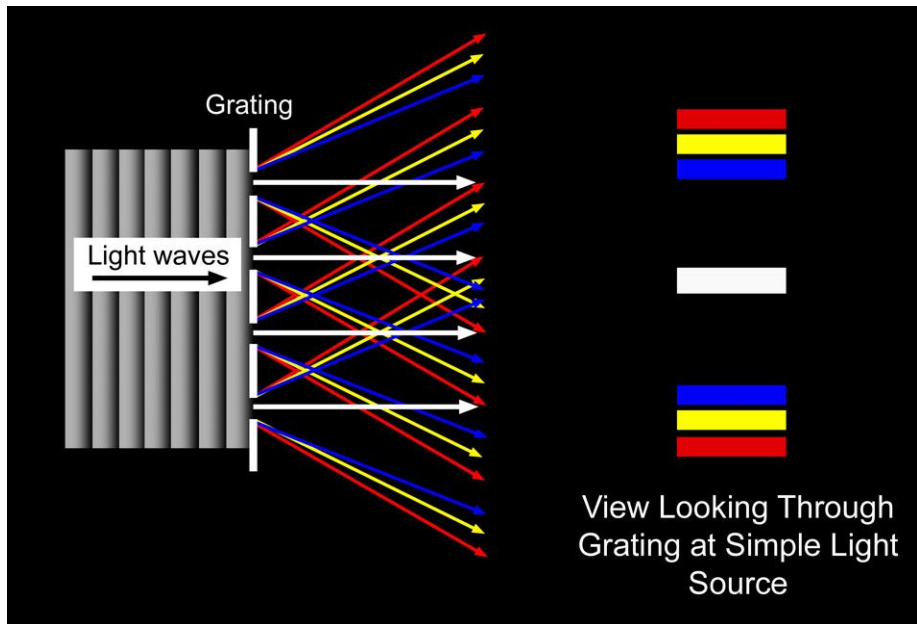 Grating
Light waves
View Looking Through
Grating at Simple Light
Source